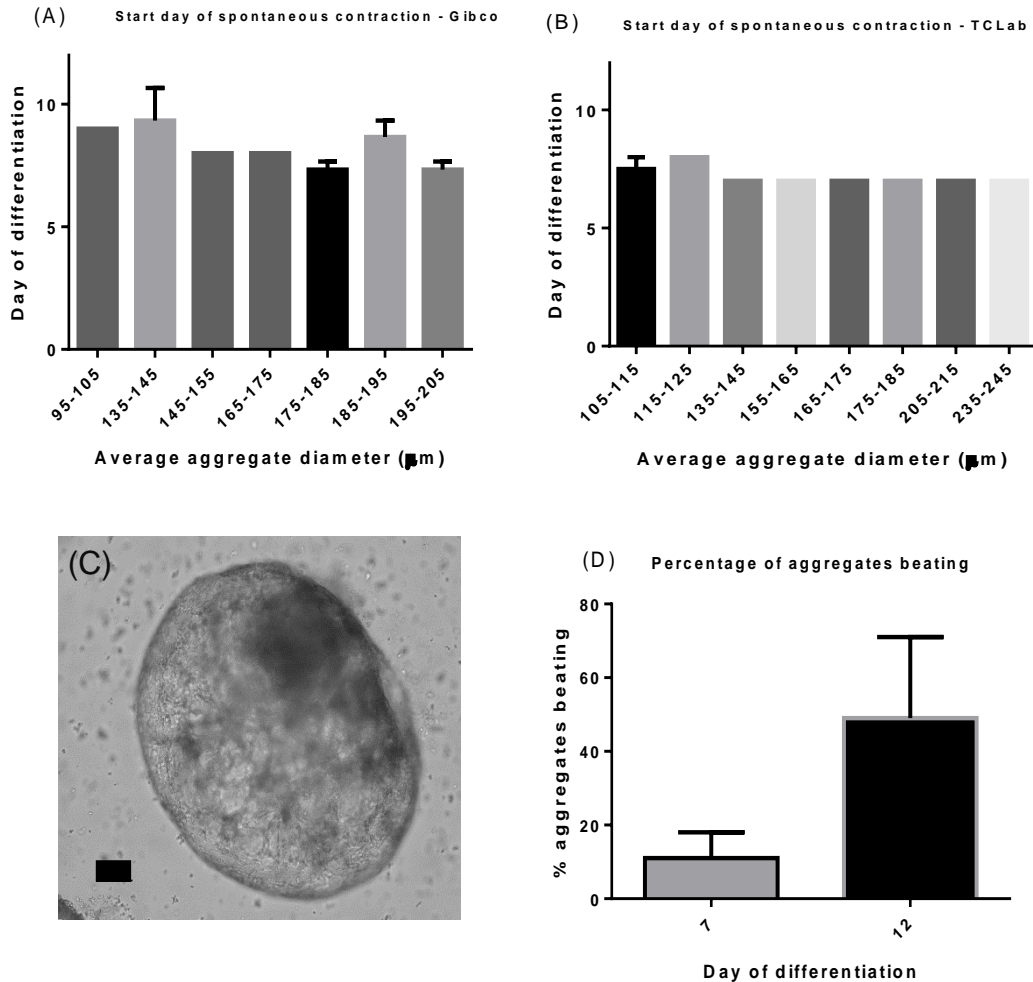 (A)
Start day of spontaneous contraction - Gibco
Day of differentiation
10
5
0
95-105
135-145
145-155
165-175
175-185
185-195
195-205
Average aggregate diameter (μm)
(B)
Start day of spontaneous contraction - TCLab
Day of differentiation
10
5
0
105-115
115-125
135-145
155-165
165-175
175-185
205-215
235-245
Average aggregate diameter (μm)
(C)
(D)
Percentage of aggregates beating
% aggregates beating
80
60
40
20
0
7
12
Day of differentiation